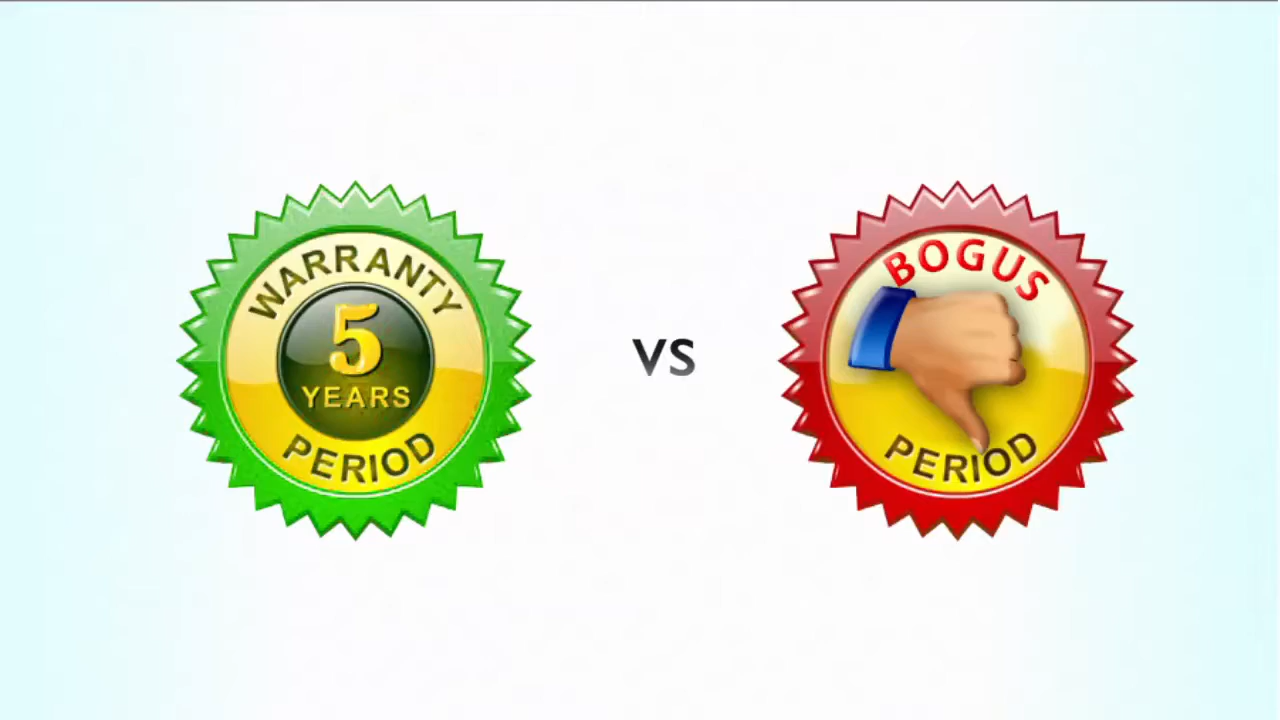 WARRANTY
5
YEARS
PERIOD
VS
BOGUS
PERIOD